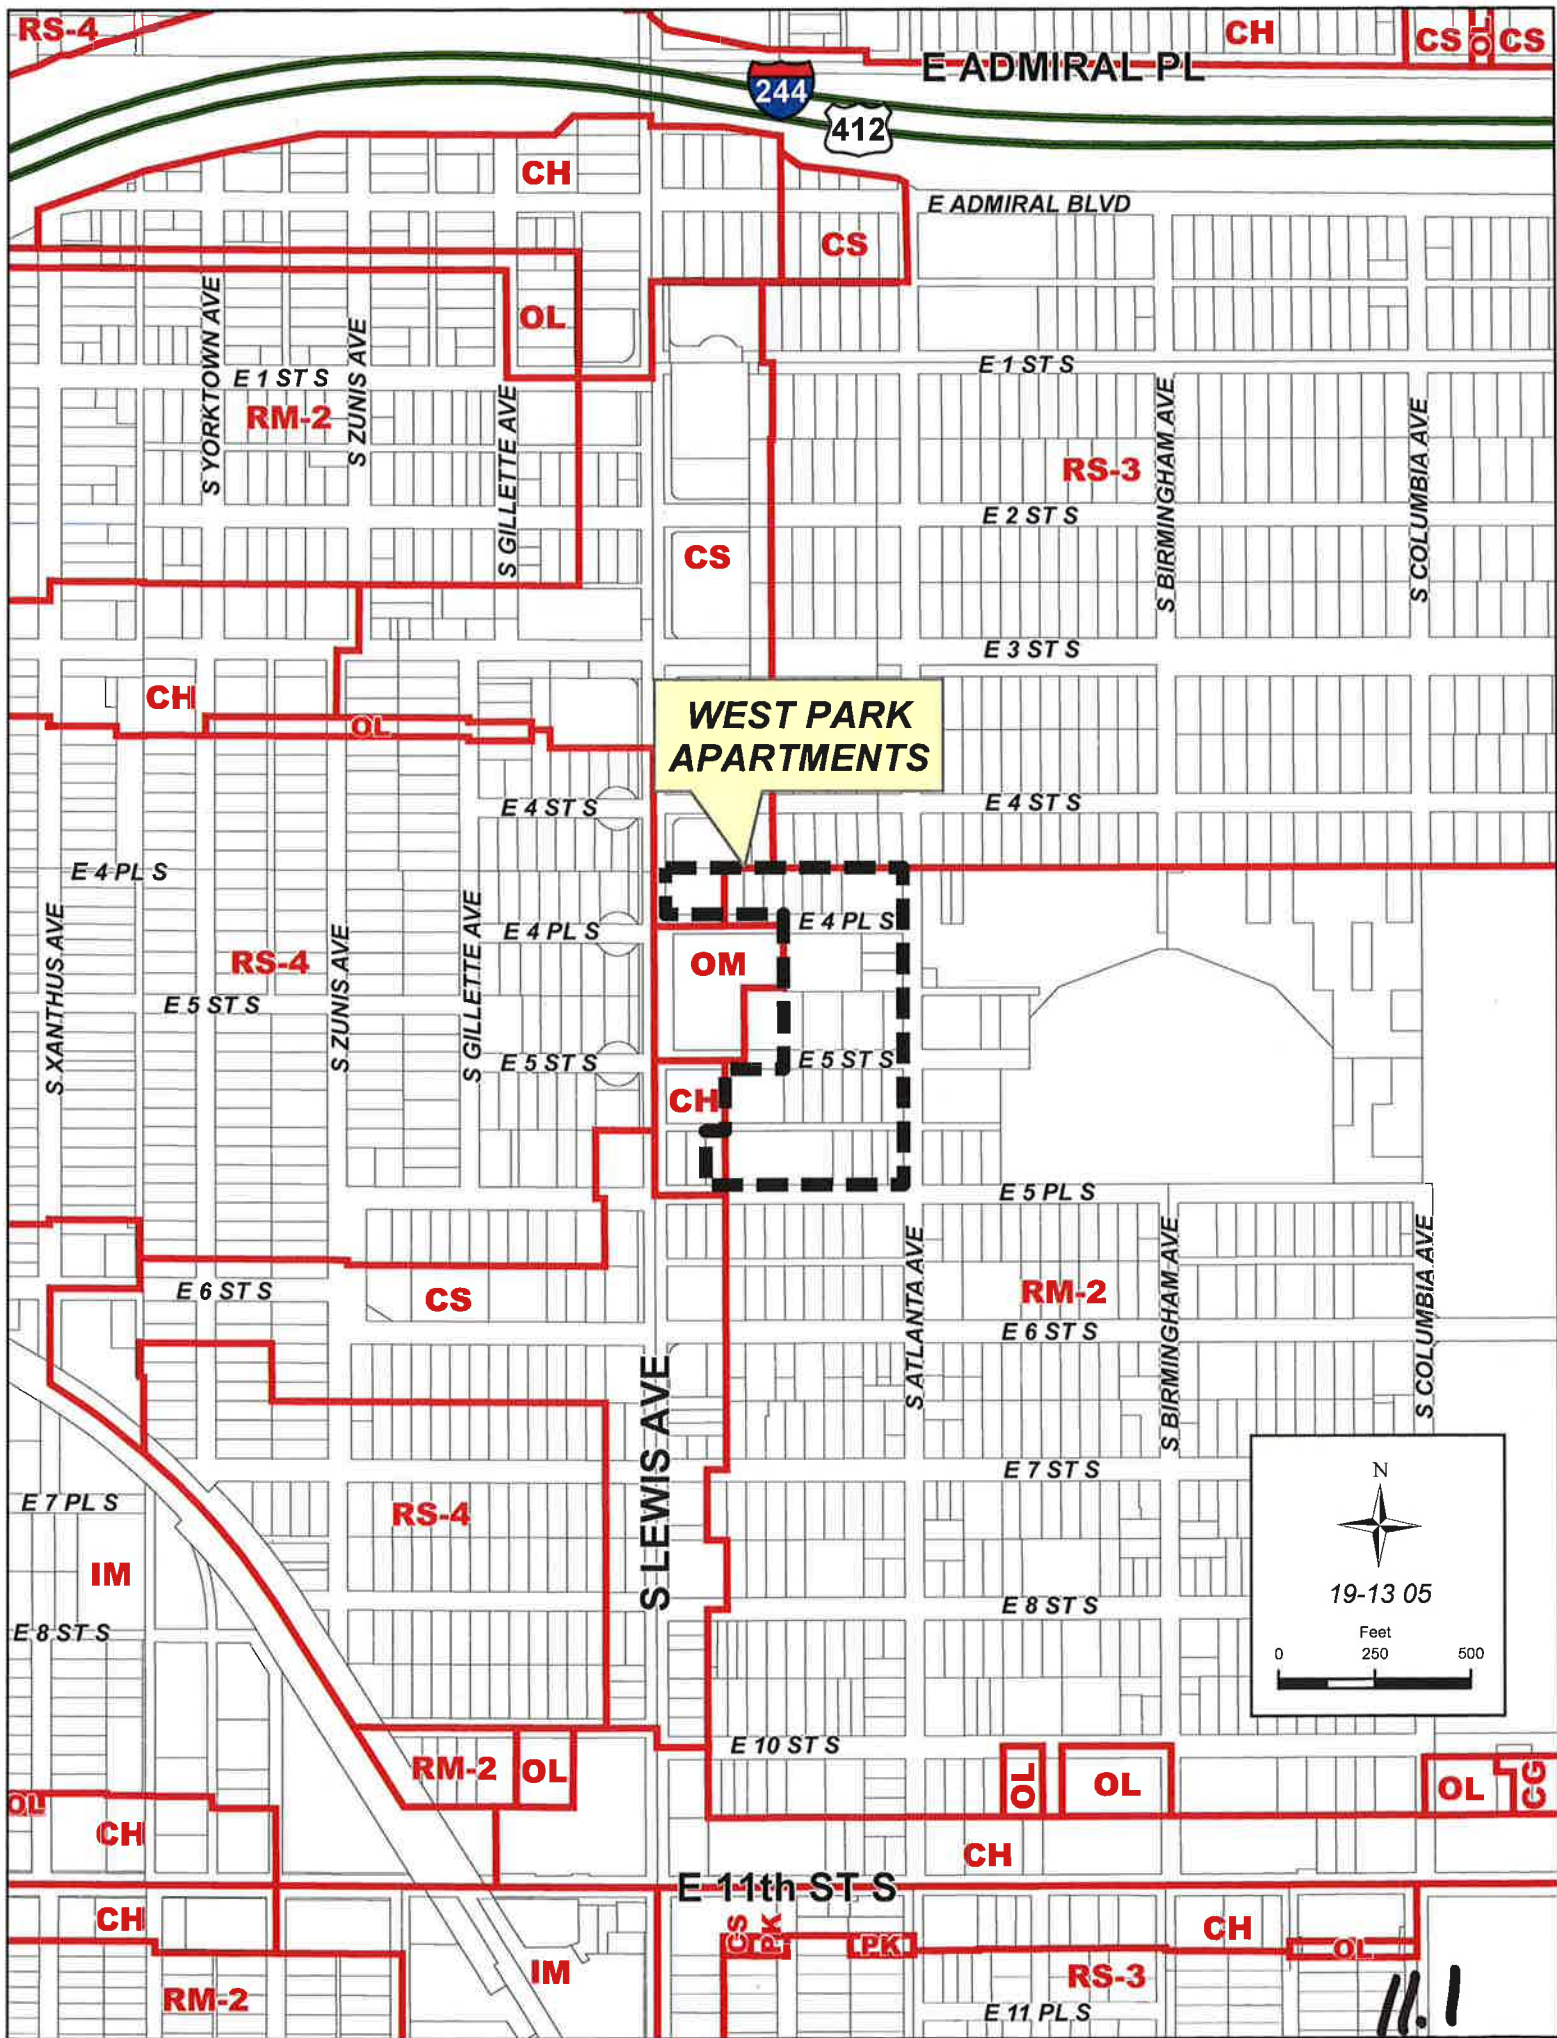 RS-4
CH
CS
OL
CS
E ADMIRAL PL
244
412
CH
E ADMIRAL BLVD
CS
S YORKTOWN AVE
OL
S ZUNIS AVE
E 1 ST S
E 1 ST S
RM-2
S GILLETTE AVE
S BIRMINGHAM AVE
S COLUMBIA AVE
RS-3
E 2 ST S
CS
E 3 ST S
CH
OL
WEST PARK
APARTMENTS
E 4 ST S
E 4 ST S
E 4 PL S
S XANTHUS AVE
S ZUNIS AVE
S GILLETTE AVE
E 4 PL S
E 4 PL S
RS-4
OM
E 5 ST S
E 5 ST S
E 5 ST S
CH
E 5 PL S
S ATLANTA AVE
S BIRMINGHAM AVE
S COLUMBIA AVE
E 6 ST S
CS
RM-2
E 6 ST S
S LEWIS AVE
E 7 ST S
E 7 PL S
RS-4
N
IM
19-13 05
E 8 ST S
E 8 ST S
Feet
0 250 500
E 10 ST S
RM-2
OL
OL
OL
OL
CG
OL
CH
CH
E 11th ST S
CH
CS
PK
PK
CH
OL
IM
RS-3
RM-2
E 11 PL S
11.1